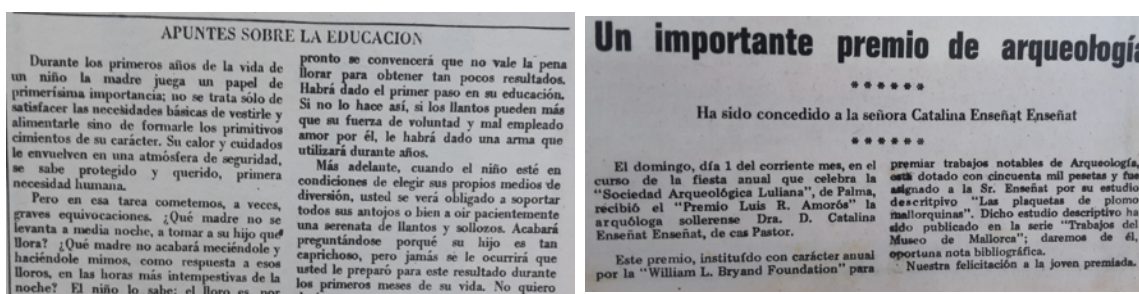 APUNTES SOBRE LA EDUCACION
Durante los primeros años de la vida de
un niño la madre juega un papel de
primerísima importancia; no se trata sólo de
satisfacer las necesidades básicas de vestirle y
alimentarle sino de formarle los primitivos
cimientos de su carácter. Su calor y cuidados
le envuelven en una atmósfera de seguridad,
se sabe protegido y querido, primera
necesidad humana.
Pero en esa tarea cometemos, a veces,
graves equivocaciones. ¿Qué madre no se
levanta a media noche, a tomar a su hijo que
llora? ¿Qué madre no acabará meciéndole y
haciéndole mimos, como respuesta a esos
lloros, en las horas más intempestivas de la
noche? El niño lo sabe: el lloro es por
pronto se convencerá que no vale la pena
llorar para obtener tan pocos resultados.
Habrá dado el primer paso en su educación.
Si no lo hace así, si los llantos pueden más
que su fuerza de voluntad y mal empleado
amor por él, le habrá dado una arma que
utilizará durante años.
Más adelante, cuando el niño esté en
condiciones de elegir sus propios medios de
diversión, usted se verá obligado a soportar
todos sus antojos o bien a oir pacientemente
una serenata de llantos y sollozos. Acabará
preguntándose porqué su hijo es tan
caprichoso, pero jamás se le ocurrirá que
usted le preparó para este resultado durante
los primeros meses de su vida. No quiero
Un importante premio de arqueología
******
Ha sido concedido a la señora Catalina Enseñat Enseñat
******
El domingo, día 1 del corriente mes, en el
curso de la fiesta anual que celebra la
"Sociedad Arqueológica Luliana", de Palma,
recibió el "Premio Luis R. Amorós" la
arquóloga sollerense Dra. D. Catalina
Enseñat Enseñat, de cas Pastor.
Este premio, instituído con carácter anual
por la "William L. Bryand Foundation" para
premiar trabajos notables de Arqueología,
está dotado con cincuenta mil pesetas y fue
asignado a la Sr. Enseñat por su estudio
descritpivo "Las plaquetas de plomo
mallorquinas". Dicho estudio descriptivo ha
sido publicado en la serie "Trabajos del
Museo de Mallorca"; daremos de él,
oportuna nota bibliográfica.
Nuestra felicitación a la joven premiada.